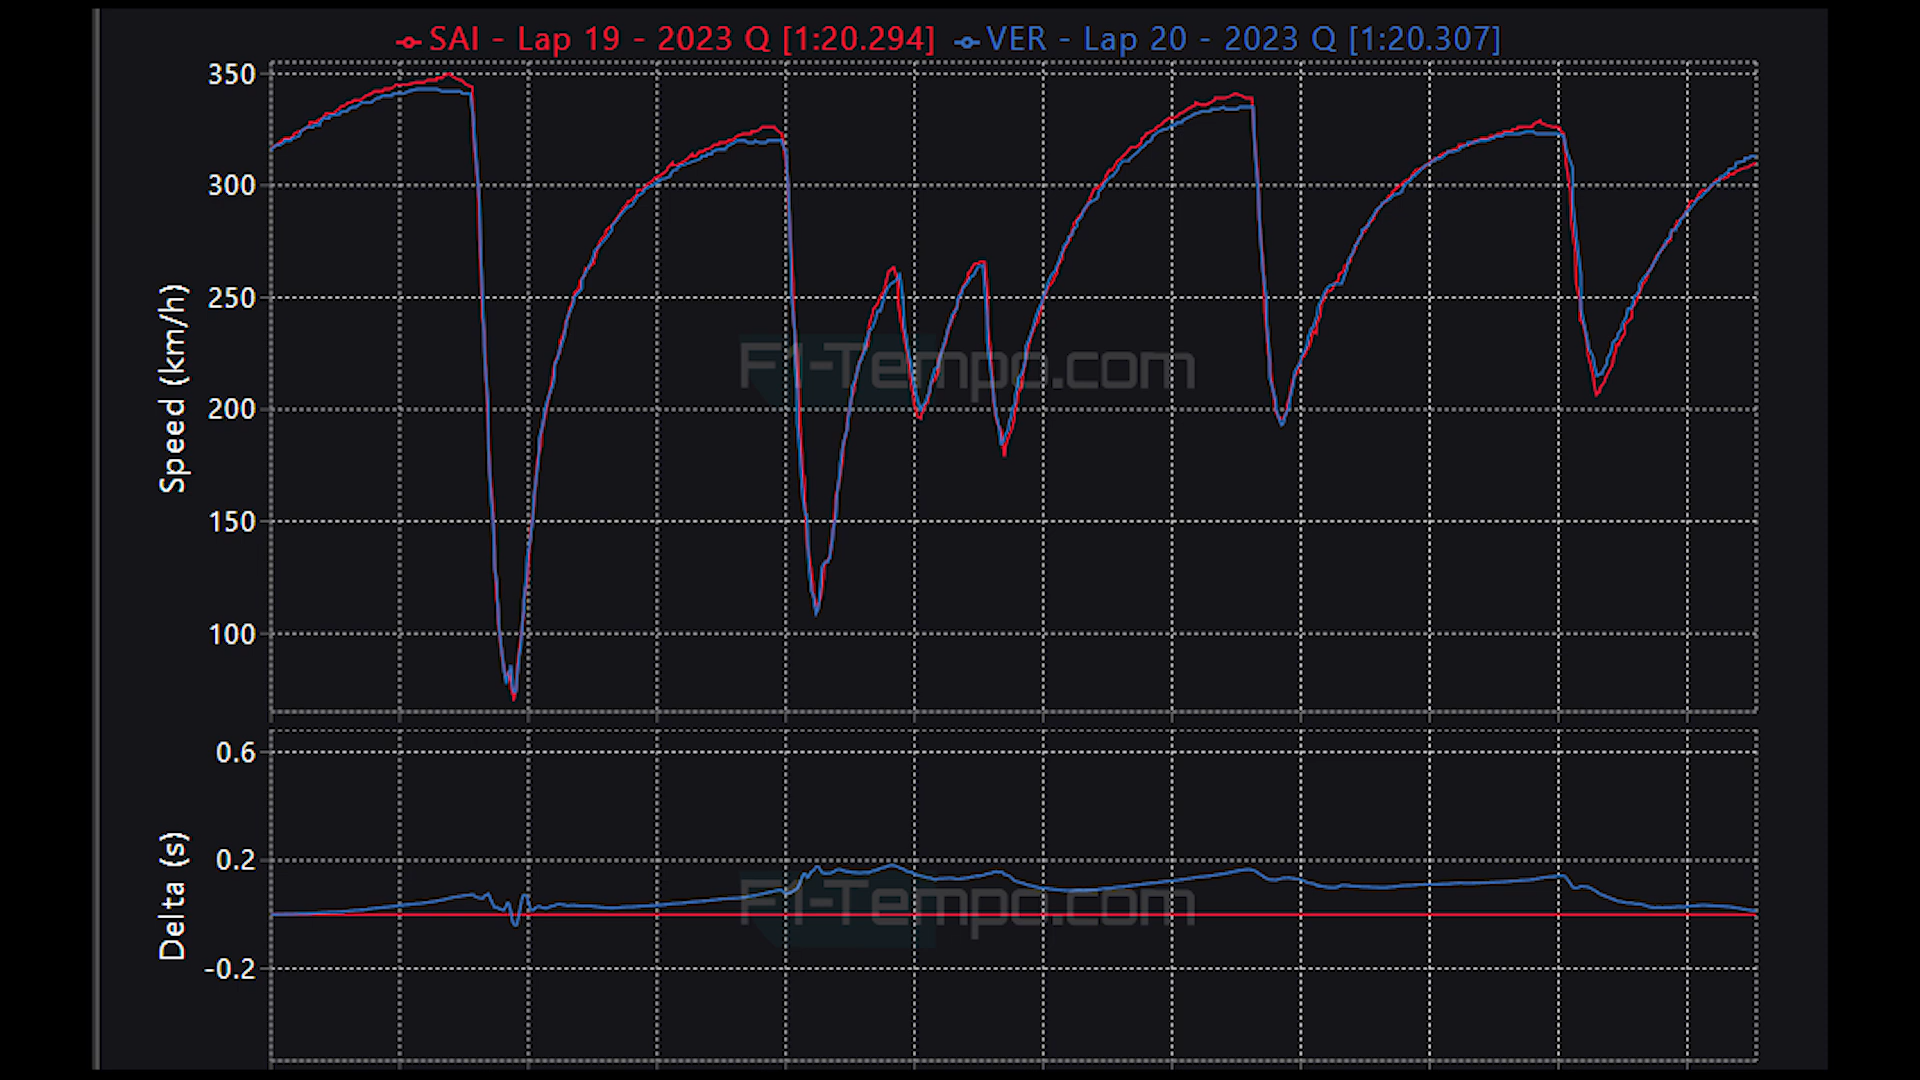 SAI - Lap 19 - 2023 Q [1:20.294] VER - Lap 20 - 2023 Q [1:20.307]
350
300
250
200
150
100
Speed (km/h)
F1-Tempo.com
0.6
0.2
-0.2
Delta (s)
F1-Tempo.com